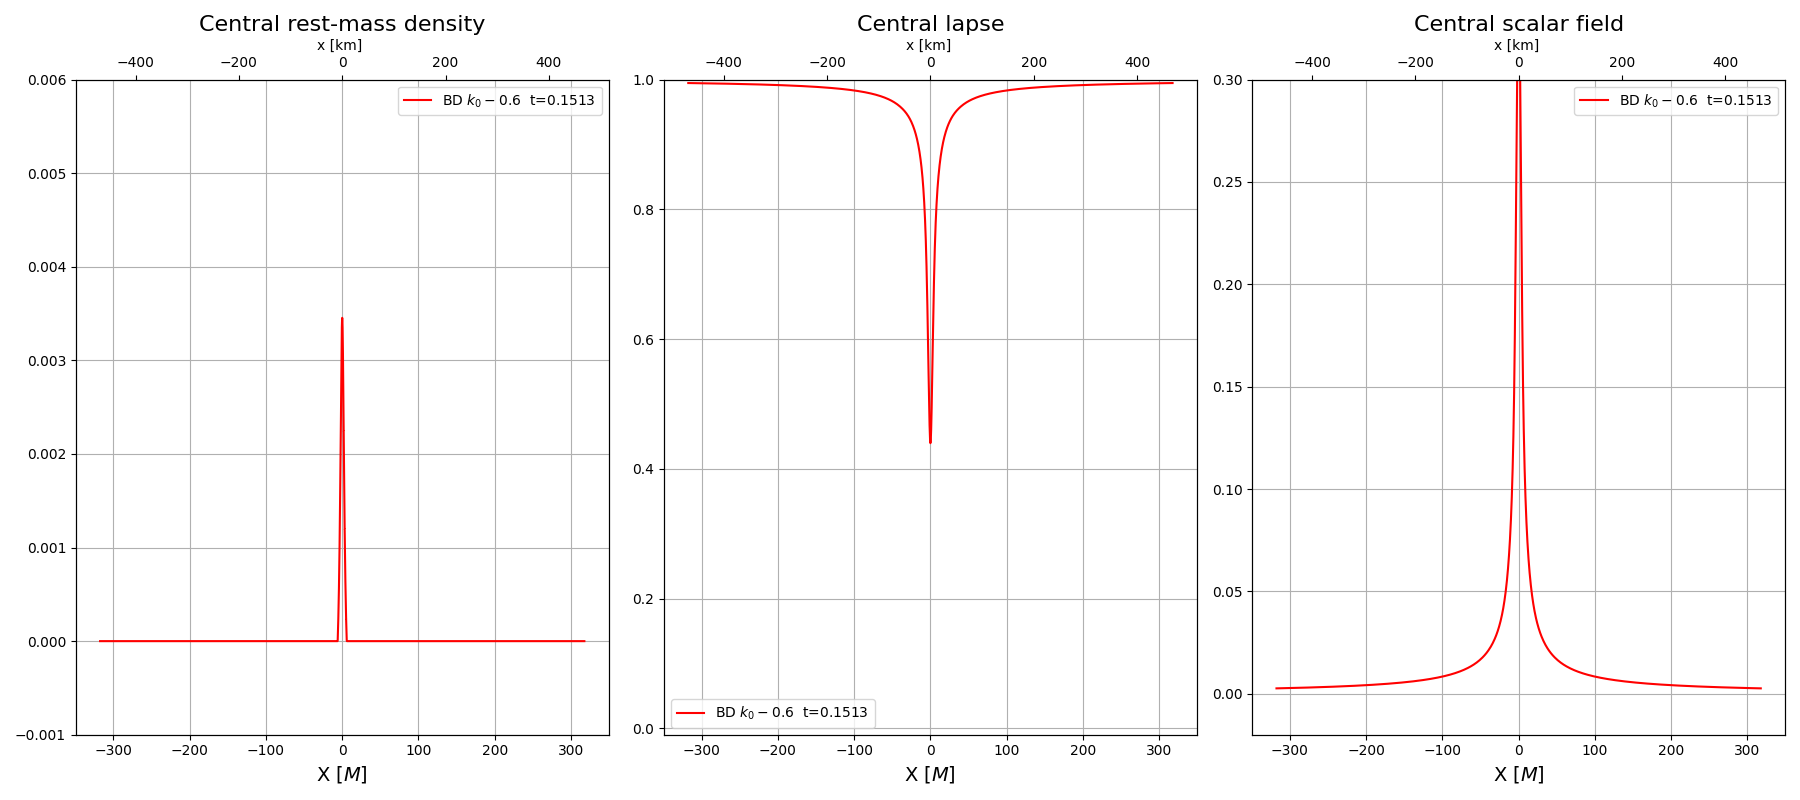 Central rest-mass density
x [km]
−400 −200 0 200 400
0.006
0.005
0.004
0.003
0.002
0.001
0.000
−0.001
BD k₀ − 0.6 t=0.1513
−300 −200 −100 0 100 200 300
X [M]
Central lapse
x [km]
−400 −200 0 200 400
1.0
0.8
0.6
0.4
0.2
0.0
BD k₀ − 0.6 t=0.1513
−300 −200 −100 0 100 200 300
X [M]
Central scalar field
x [km]
−400 −200 0 200 400
0.30
0.25
0.20
0.15
0.10
0.05
0.00
BD k₀ − 0.6 t=0.1513
−300 −200 −100 0 100 200 300
X [M]